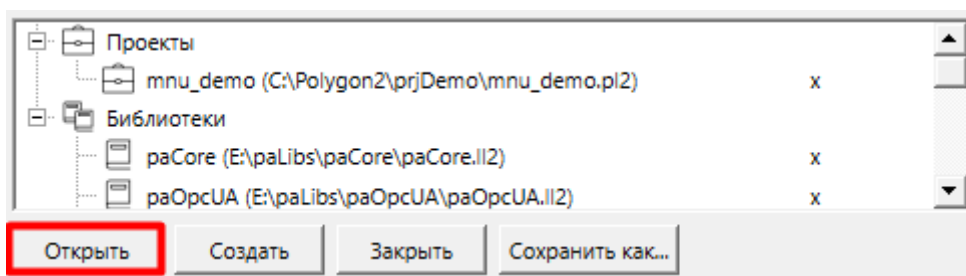 Проекты
mnu_demo (C:\Polygon2\prjDemo\mnu_demo.pl2) x
Библиотеки
paCore (E:\paLibs\paCore\paCore.ll2) x
paOpcUA (E:\paLibs\paOpcUA\paOpcUA.ll2) x
Открыть Создать Закрыть Сохранить как...